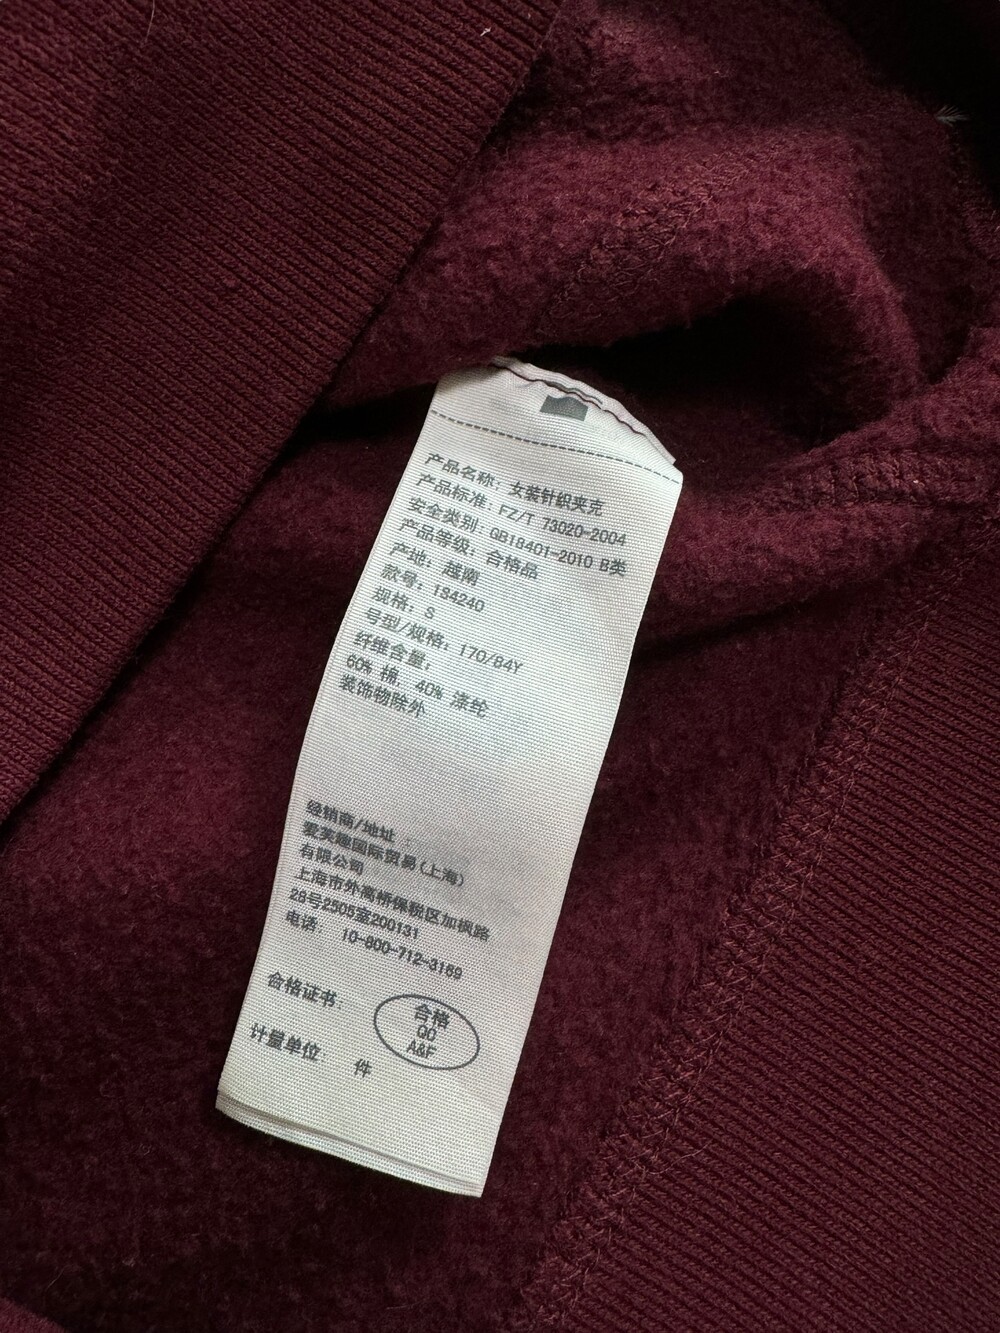 产品名称: 女装针织夹克
产品标准: FZ/T 73020-2004
安全类别: GB18401-2010 B类
产品等级: 合格品
产地: 越南
款号: 184240
规格: S
号型/规格: 170/84Y
纤维含量:
60% 棉, 40% 涤纶
装饰物除外
经销商/地址 :
爱芙趣国际贸易(上海)
有限公司
上海市外高桥保税区加枫路
28号2505室200131
电话: 10-800-712-3169
合格证书:
合格
QC
A&F
计量单位: 件